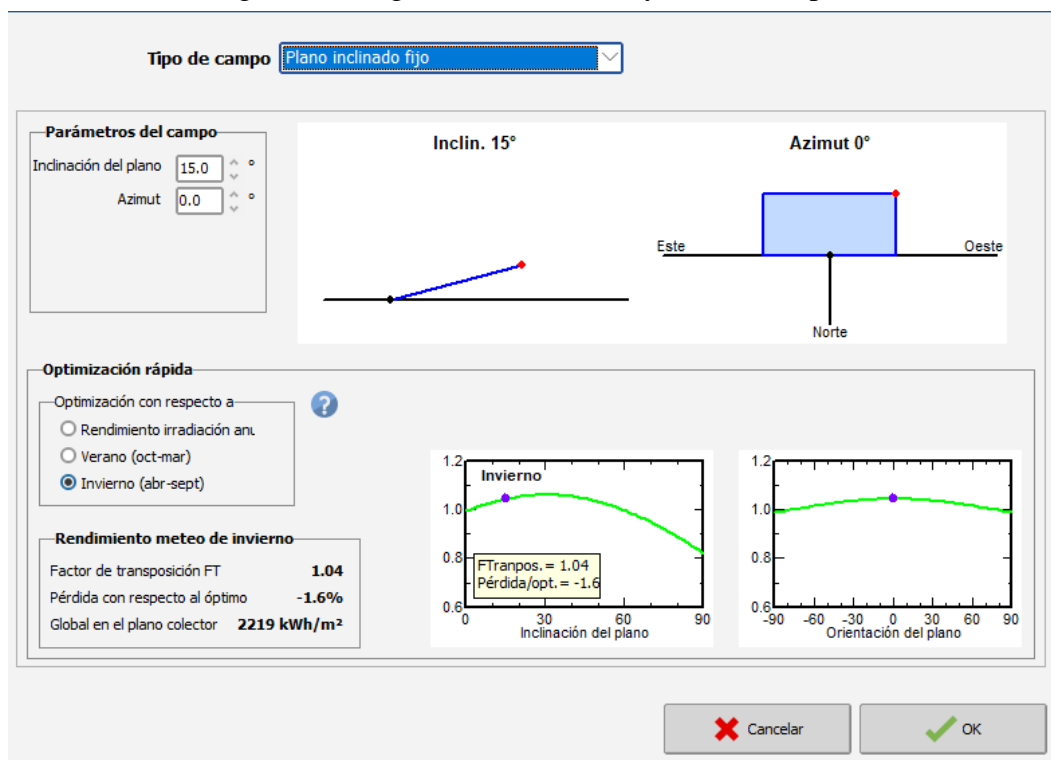 Tipo de campo Plano inclinado fijo
Parámetros del campo
Inclinación del plano 15.0 °
Azimut 0.0 °
Inclin. 15°
Azimut 0°
Este
Oeste
Norte
Optimización rápida
Optimización con respecto a
Rendimiento irradiación anu
Verano (oct-mar)
Invierno (abr-sept)
?
Rendimiento meteo de invierno
Factor de transposición FT 1.04
Pérdida con respecto al óptimo -1.6%
Global en el plano colector 2219 kWh/m²
1.2
1.0
0.8
0.6
Invierno
FTranpos.= 1.04
Pérdida/opt.= -1.6
0 30 60 90
Inclinación del plano
1.2
1.0
0.8
0.6
-90 -60 -30 0 30 60 90
Orientación del plano
Cancelar
OK